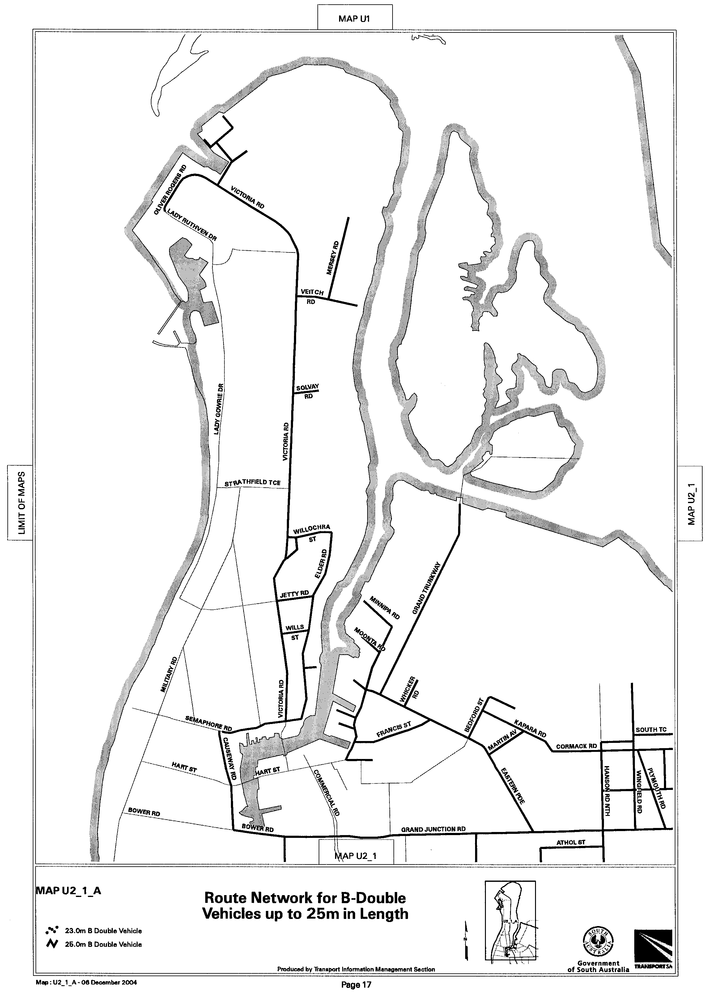 MAP U1
OLIVER ROGERS RD
VICTORIA RD
LADY RUTHVEN DR
MERSEY RD
VEITCH
RD
SOLVAY
RD
LADY GOWRIE DR
VICTORIA RD
LIMIT OF MAPS
MAP U2_1
STRATHFIELD TCE
WILLOCHRA
ST
ELDER RD
GRAND TRUNKWAY
JETTY RD
MINNIPA RD
WILLS
ST
MOONTA RD
MILITARY RD
VICTORIA RD
WHICKER
RD
BEDFORD ST
SEMAPHORE RD
FRANCIS ST
KAPARA RD
SOUTH TC
MARTIN AV
CORMACK RD
CAUSEWAY RD
HART ST
HART ST
COMMERCIAL RD
EASTERN PDE
HANSON RD NTH
WINGFIELD RD
PLYMOUTH RD
BOWER RD
BOWER RD
GRAND JUNCTION RD
ATHOL ST
MAP U2_1
MAP U2_1_A
Route Network for B-Double
Vehicles up to 25m in Length
23.0m B Double Vehicle
25.0m B Double Vehicle
N
U2_1_A
SOUTH
AUSTRALIA
Government
of South Australia
TRANSPORT SA
Produced by Transport Information Management Section
Map : U2_1_A - 06 December 2004
Page 17